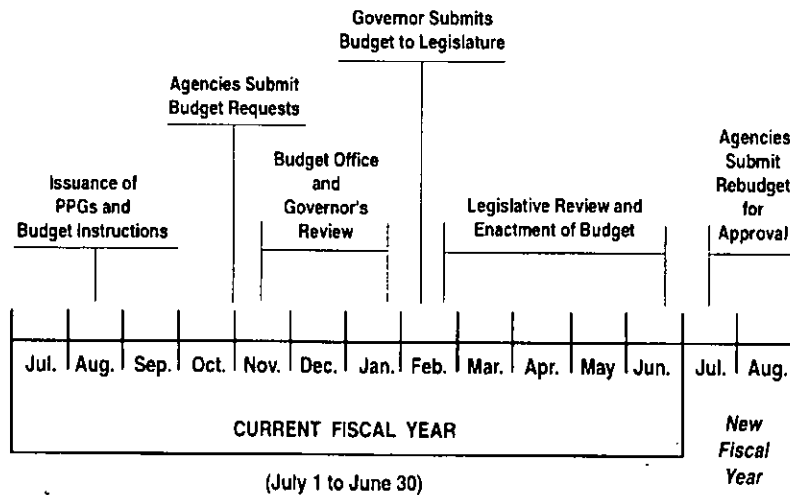 Governor Submits
Budget to Legislature
Agencies Submit
Budget Requests
Agencies
Submit
Rebudget
for
Approval
Budget Office
and
Governor's
Review
Issuance of
PPGs and
Budget Instructions
Legislative Review and
Enactment of Budget
Jul. Aug. Sep. Oct. Nov. Dec. Jan. Feb. Mar. Apr. May Jun. Jul. Aug.
CURRENT FISCAL YEAR
New
Fiscal
Year
(July 1 to June 30)